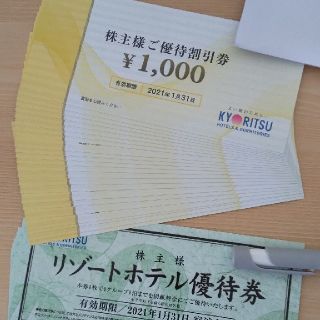 株主様ご優待割引券
¥1,000
有効期限 2021年1月31日
KYORITSU
HOTELS & DORMITORIES
RITSU
株主様
リゾートホテル優待券
有効期限／2021年1月31日